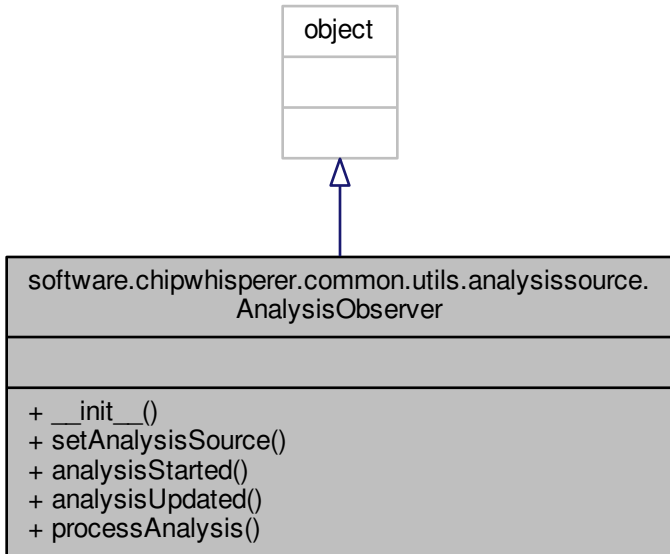 object
software.chipwhisperer.common.utils.analysissource.
AnalysisObserver
+ __init__()
+ setAnalysisSource()
+ analysisStarted()
+ analysisUpdated()
+ processAnalysis()